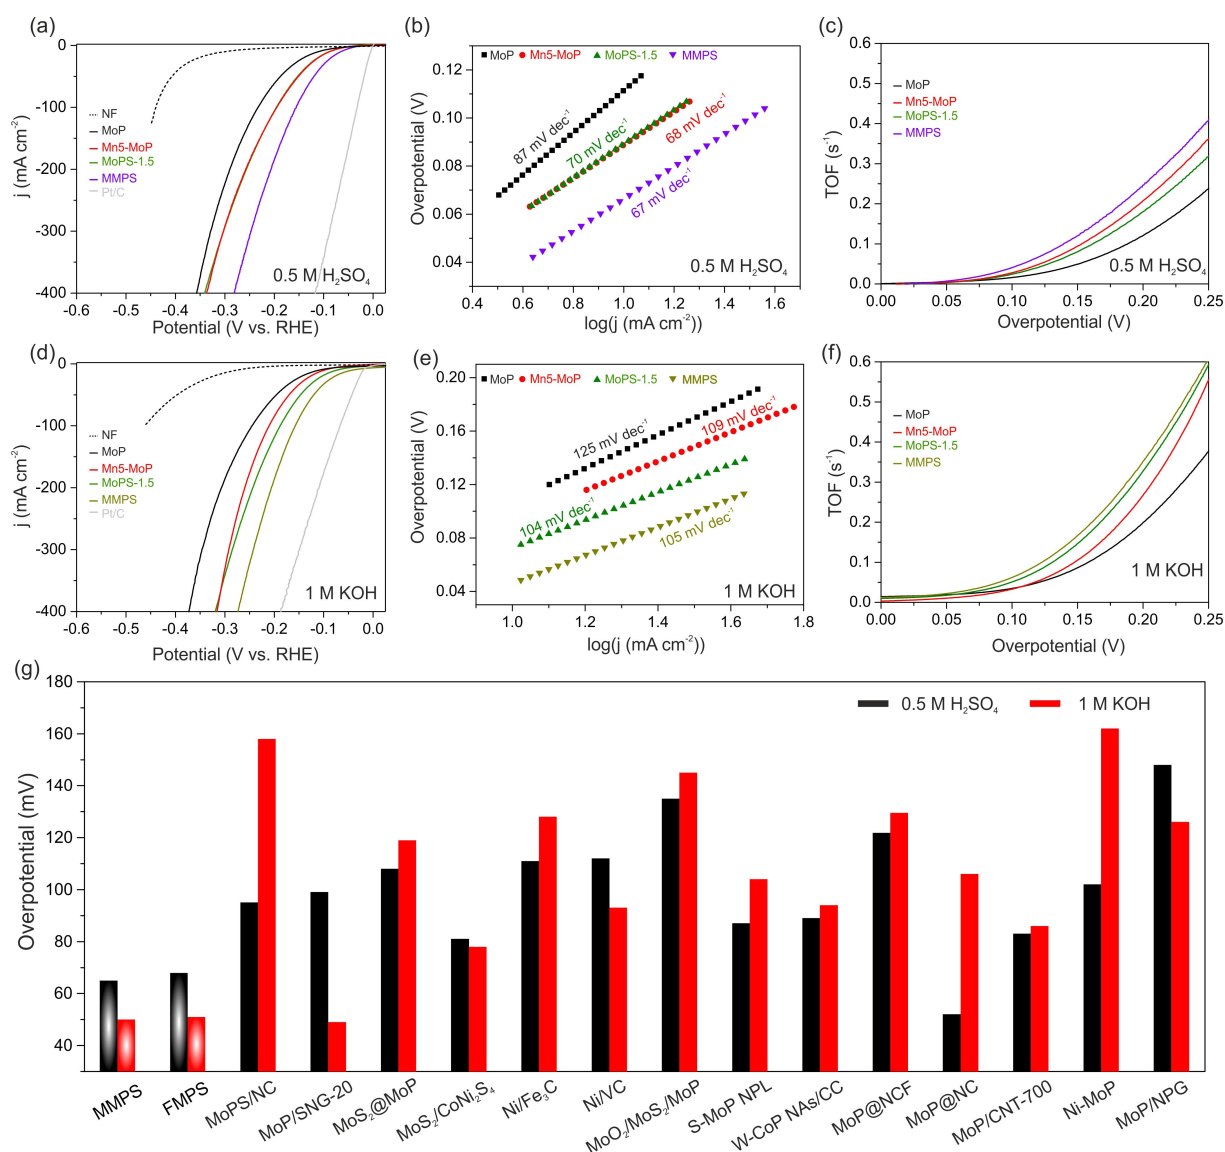 (a)
0
-100
-200
-300
-400
j (mA cm-2)
NF
MoP
Mn5-MoP
MoPS-1.5
MMPS
Pt/C
0.5 M H2SO4
-0.6 -0.5 -0.4 -0.3 -0.2 -0.1 0.0
Potential (V vs. RHE)
(b)
MoP Mn5-MoP MoPS-1.5 MMPS
0.12
0.10
0.08
0.06
0.04
Overpotential (V)
87 mV dec-1
70 mV dec-1
68 mV dec-1
67 mV dec-1
0.5 M H2SO4
0.4 0.6 0.8 1.0 1.2 1.4 1.6
log(j (mA cm-2))
(c)
0.6
0.5
0.4
0.3
0.2
0.1
0.0
TOF (s-1)
MoP
Mn5-MoP
MoPS-1.5
MMPS
0.5 M H2SO4
0.00 0.05 0.10 0.15 0.20 0.25
Overpotential (V)
(d)
0
-100
-200
-300
-400
j (mA cm-2)
NF
MoP
Mn5-MoP
MoPS-1.5
MMPS
Pt/C
1 M KOH
-0.6 -0.5 -0.4 -0.3 -0.2 -0.1 0.0
Potential (V vs. RHE)
(e)
MoP Mn5-MoP MoPS-1.5 MMPS
0.20
0.16
0.12
0.08
0.04
Overpotential (V)
125 mV dec-1
109 mV dec-1
104 mV dec-1
105 mV dec-1
1 M KOH
1.0 1.2 1.4 1.6 1.8
log(j (mA cm-2))
(f)
0.6
0.5
0.4
0.3
0.2
0.1
0.0
TOF (s-1)
MoP
Mn5-MoP
MoPS-1.5
MMPS
1 M KOH
0.00 0.05 0.10 0.15 0.20 0.25
Overpotential (V)
(g)
180
160
140
120
100
80
60
40
Overpotential (mV)
0.5 M H2SO4 1 M KOH
MMPS
FMPS
MoPS/NC
MoP/SNG-20
MoS2@MoP
MoS2/CoNi2S4
Ni/Fe3C
Ni/VC
MoO2/MoS2/MoP
S-MoP NPL
W-CoP NAs/CC
MoP@NCF
MoP@NC
MoP/CNT-700
Ni-MoP
MoP/NPG